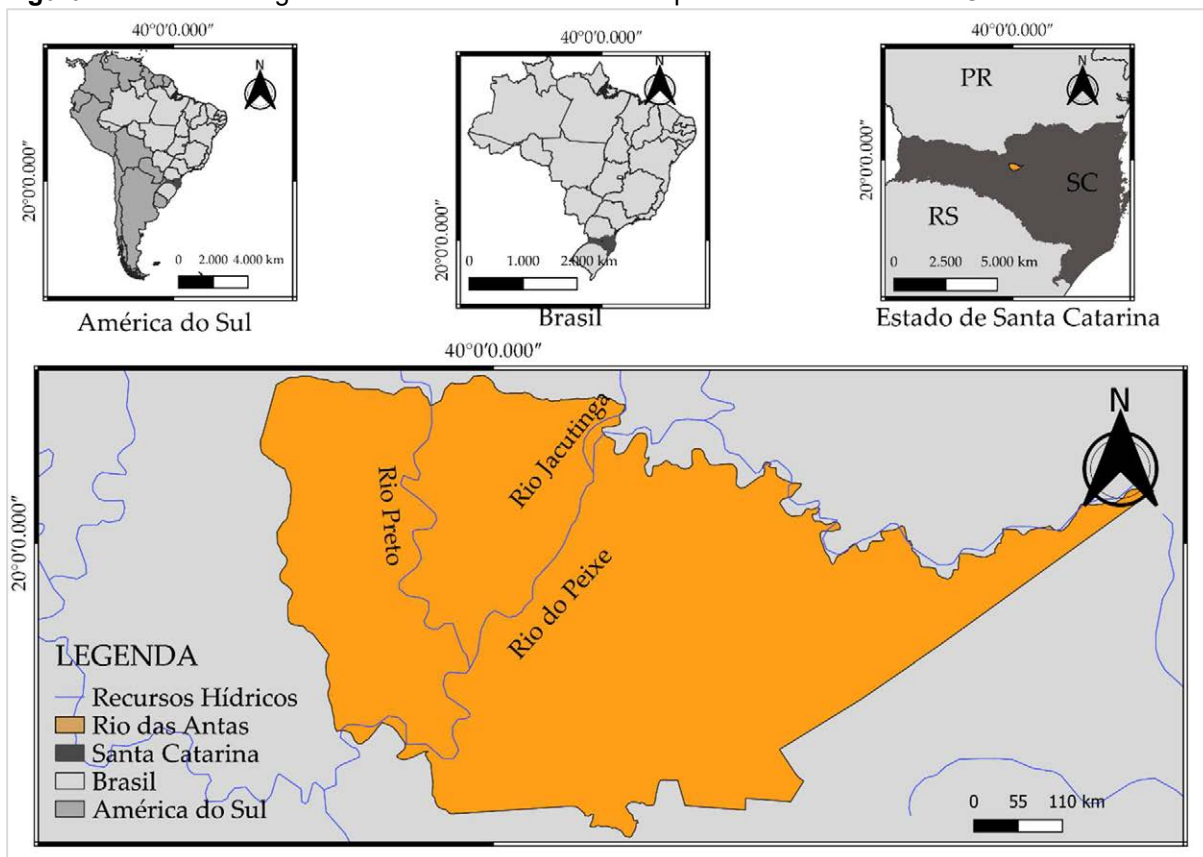 40°0'0.000"
40°0'0.000"
40°0'0.000"
N
N
N
PR
SC
RS
20°0'0.000"
20°0'0.000"
20°0'0.000"
0 2.000 4.000 km
0 1.000 2.000 km
0 2.500 5.000 km
América do Sul
Brasil
Estado de Santa Catarina
40°0'0.000"
N
Rio Jacutinga
Rio Preto
Rio do Peixe
20°0'0.000"
LEGENDA
Recursos Hídricos
Rio das Antas
Santa Catarina
Brasil
América do Sul
0 55 110 km